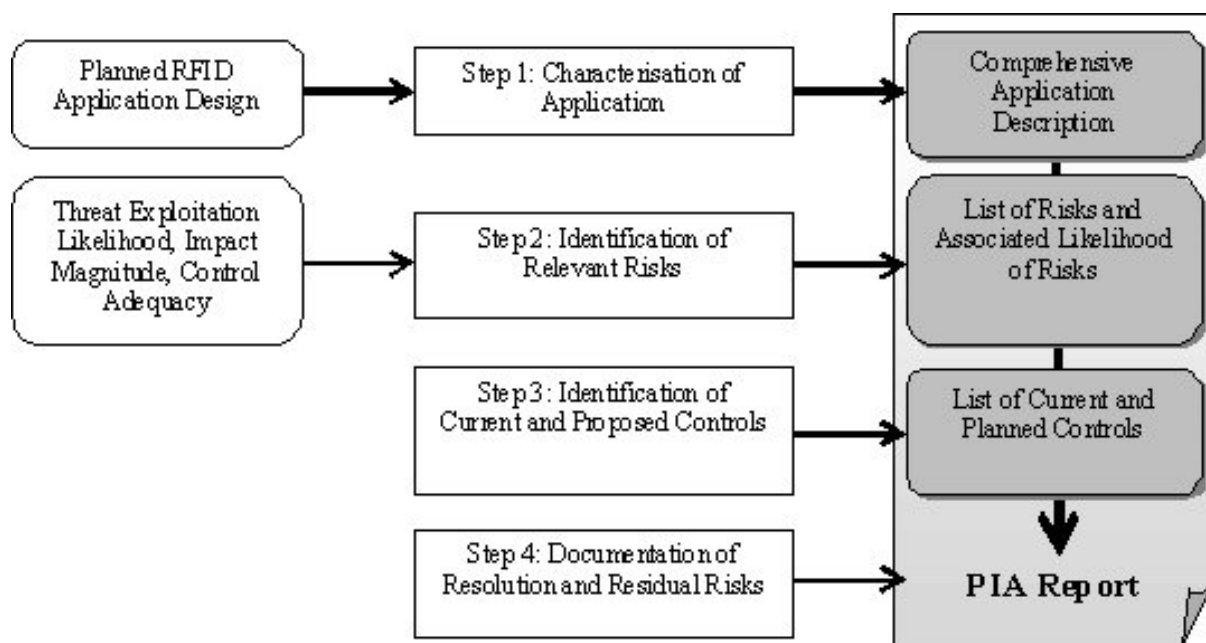 Planned RFID
Application Design
Step 1: Characterisation of
Application
Comprehensive
Application
Description
Threat Exploitation
Likelihood, Impact
Magnitude, Control
Adequacy
Step 2: Identification of
Relevant Risks
List of Risks and
Associated Likelihood
of Risks
Step 3: Identification of
Current and Proposed Controls
List of Current and
Planned Controls
Step 4: Documentation of
Resolution and Residual Risks
PIA Report